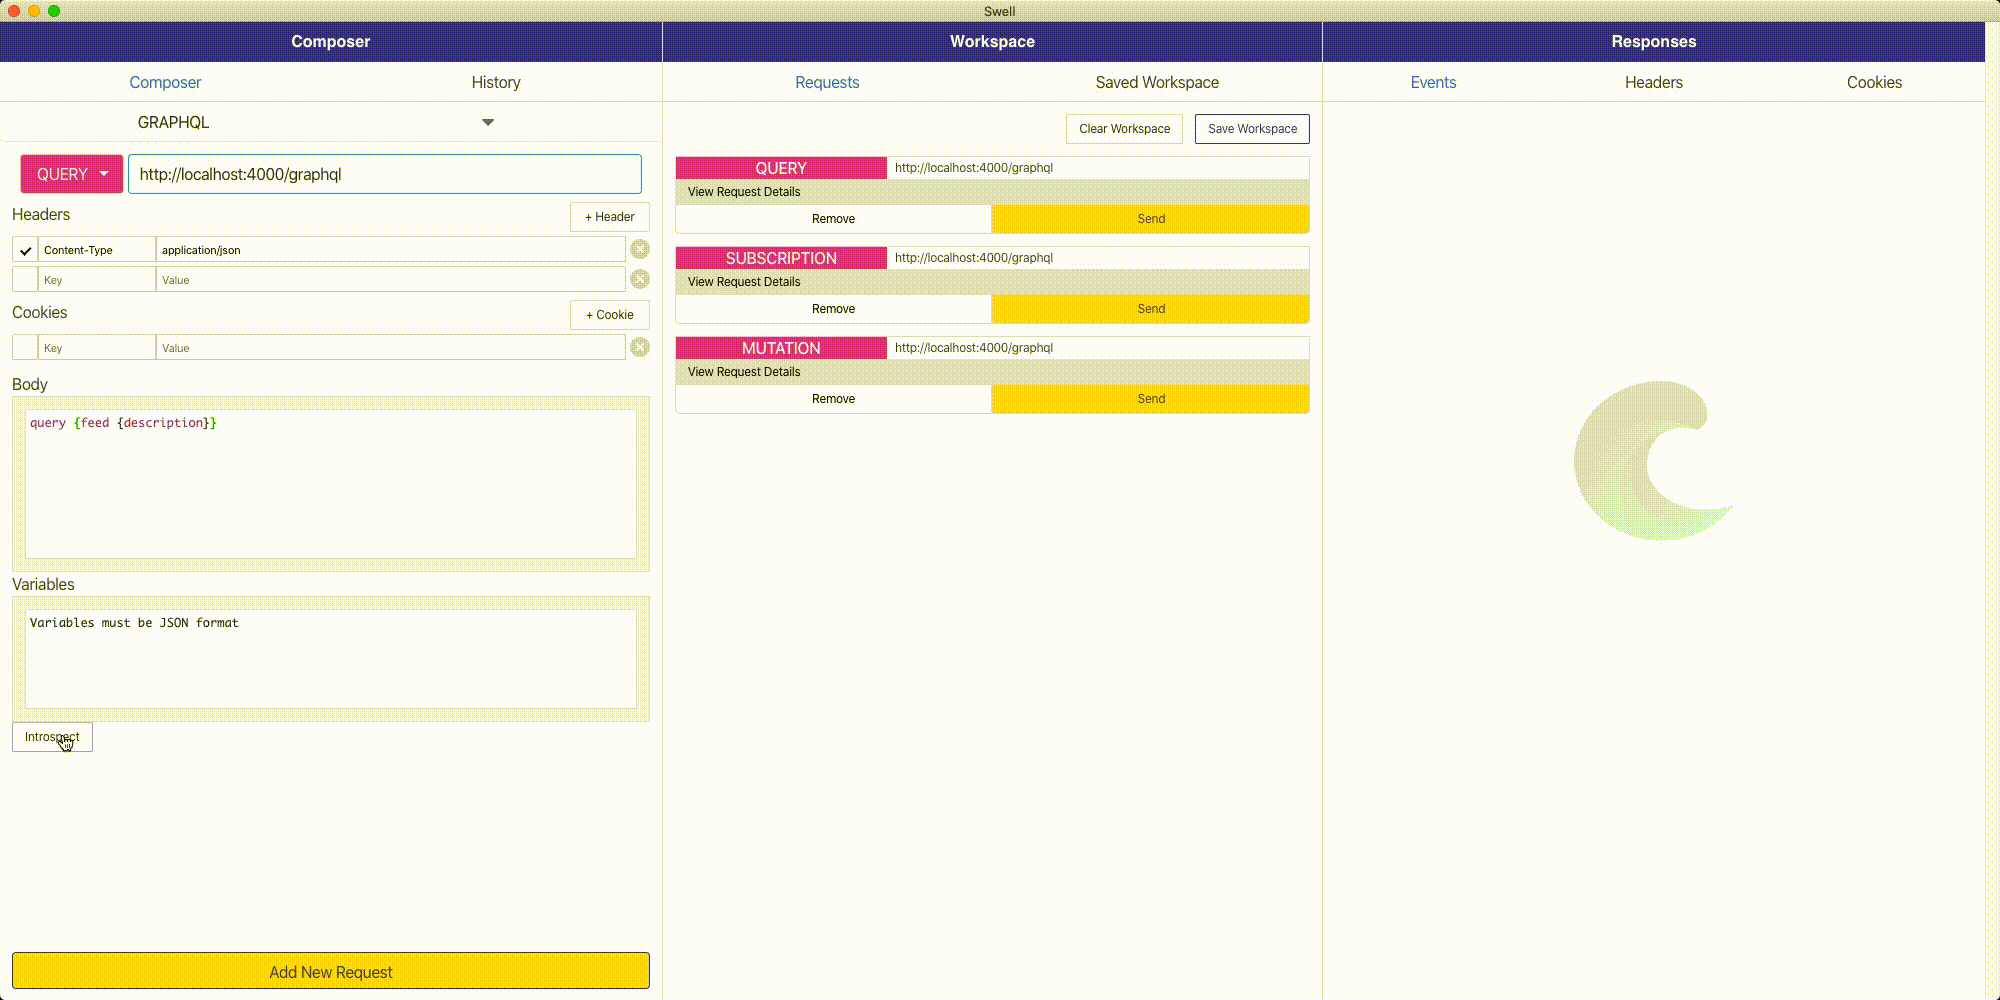 Swell
Composer
Composer History
GRAPHQL
QUERY http://localhost:4000/graphql
Headers + Header
Content-Type application/json
Key Value
Cookies + Cookie
Key Value
Body
query {feed {description}}
Variables
Variables must be JSON format
Introspect
Add New Request
Workspace
Requests Saved Workspace
Clear Workspace Save Workspace
QUERY http://localhost:4000/graphql
View Request Details
Remove Send
SUBSCRIPTION http://localhost:4000/graphql
View Request Details
Remove Send
MUTATION http://localhost:4000/graphql
View Request Details
Remove Send
Responses
Events Headers Cookies